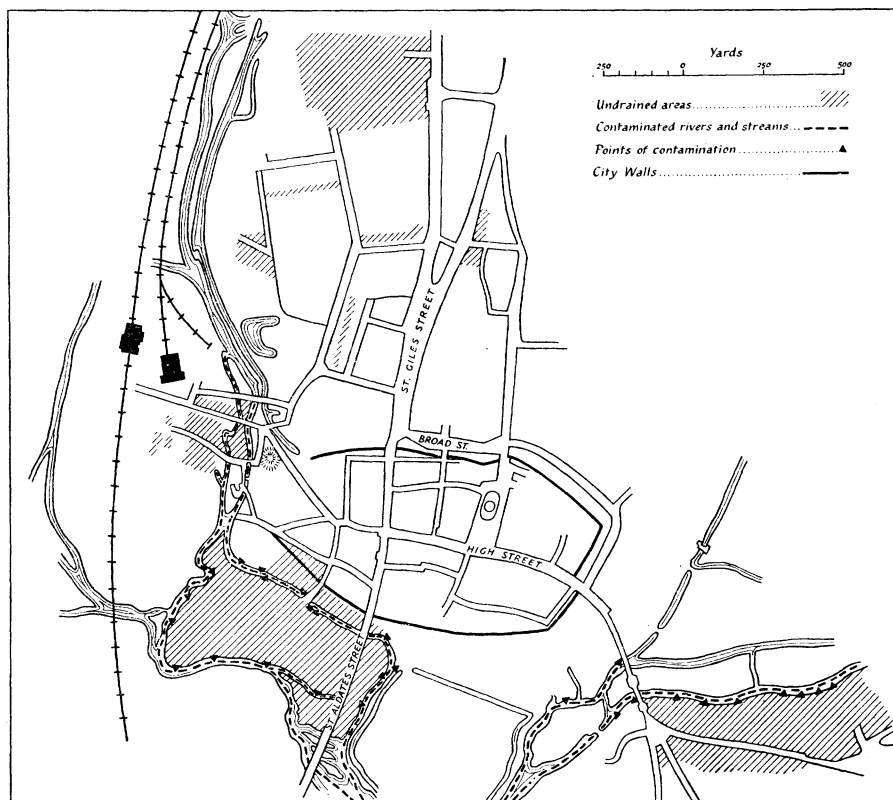 Yards
250 0 250 500
Undrained areas
Contaminated rivers and streams
Points of contamination
City Walls
ST. GILES STREET
BROAD ST.
HIGH STREET
ST ALDATES STREET